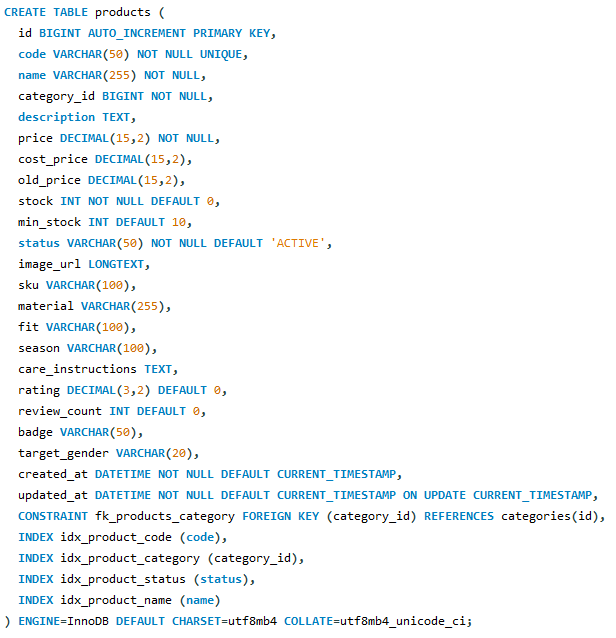 CREATE TABLE products (
id BIGINT AUTO_INCREMENT PRIMARY KEY,
code VARCHAR(50) NOT NULL UNIQUE,
name VARCHAR(255) NOT NULL,
category_id BIGINT NOT NULL,
description TEXT,
price DECIMAL(15,2) NOT NULL,
cost_price DECIMAL(15,2),
old_price DECIMAL(15,2),
stock INT NOT NULL DEFAULT 0,
min_stock INT DEFAULT 10,
status VARCHAR(50) NOT NULL DEFAULT 'ACTIVE',
image_url LONGTEXT,
sku VARCHAR(100),
material VARCHAR(255),
fit VARCHAR(100),
season VARCHAR(100),
care_instructions TEXT,
rating DECIMAL(3,2) DEFAULT 0,
review_count INT DEFAULT 0,
badge VARCHAR(50),
target_gender VARCHAR(20),
created_at DATETIME NOT NULL DEFAULT CURRENT_TIMESTAMP,
updated_at DATETIME NOT NULL DEFAULT CURRENT_TIMESTAMP ON UPDATE CURRENT_TIMESTAMP,
CONSTRAINT fk_products_category FOREIGN KEY (category_id) REFERENCES categories(id),
INDEX idx_product_code (code),
INDEX idx_product_category (category_id),
INDEX idx_product_status (status),
INDEX idx_product_name (name)
) ENGINE=InnoDB DEFAULT CHARSET=utf8mb4 COLLATE=utf8mb4_unicode_ci;